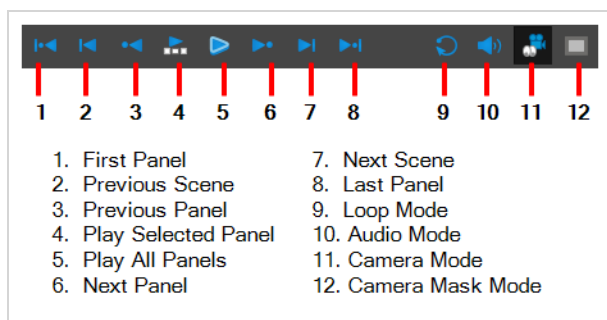 1 2 3 4 5 6 7 8 9 10 11 12
1. First Panel
2. Previous Scene
3. Previous Panel
4. Play Selected Panel
5. Play All Panels
6. Next Panel
7. Next Scene
8. Last Panel
9. Loop Mode
10. Audio Mode
11. Camera Mode
12. Camera Mask Mode